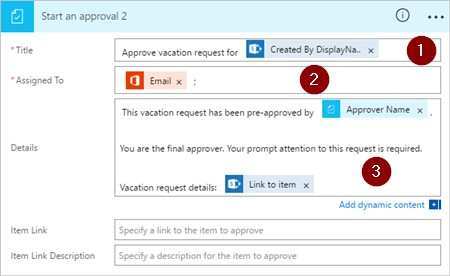 Start an approval 2
* Title
Approve vacation request for Created By DisplayNa.. x
1
* Assigned To
Email x ;
2
This vacation request has been pre-approved by Approver Name x .
Details
You are the final approver. Your prompt attention to this request is required.
3
Vacation request details: Link to item x
Add dynamic content
Item Link
Specify a link to the item to approve
Item Link Description
Specify a description for the item to approve